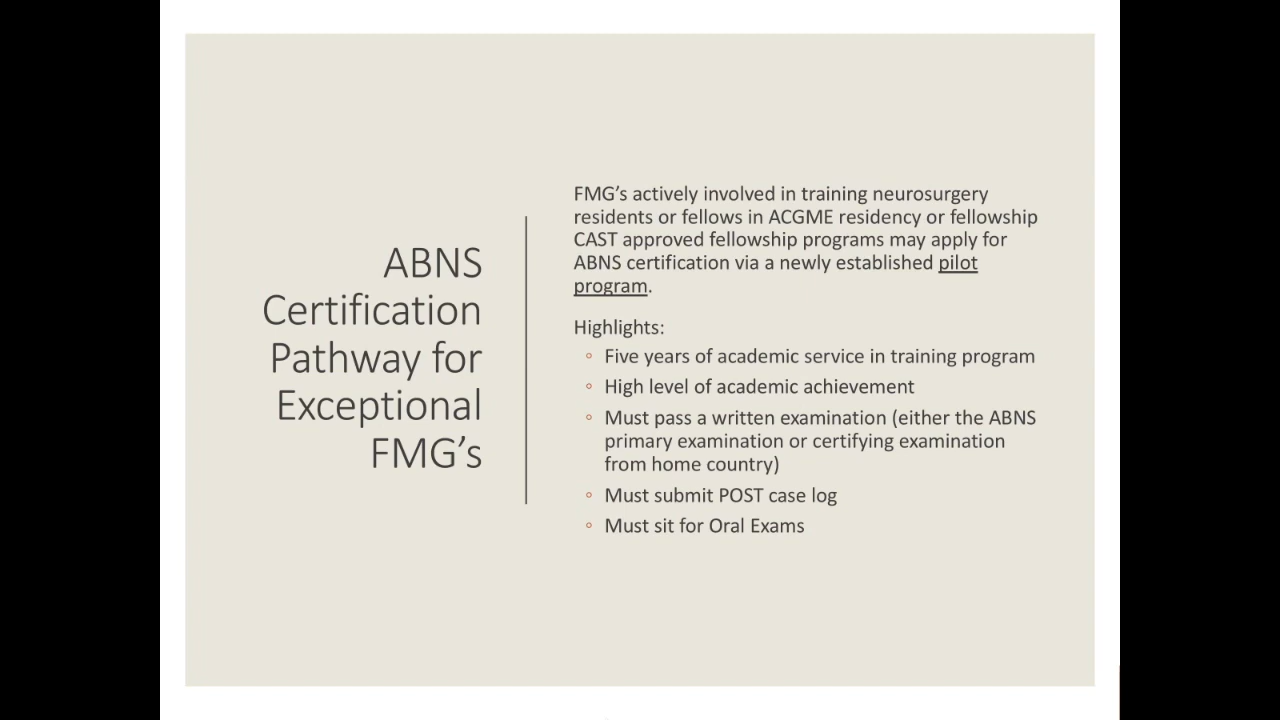 ABNS
Certification
Pathway for
Exceptional
FMG’s
FMG’s actively involved in training neurosurgery
residents or fellows in ACGME residency or fellowship
CAST approved fellowship programs may apply for
ABNS certification via a newly established pilot
program.
Highlights:
◦ Five years of academic service in training program
◦ High level of academic achievement
◦ Must pass a written examination (either the ABNS
primary examination or certifying examination
from home country)
◦ Must submit POST case log
◦ Must sit for Oral Exams